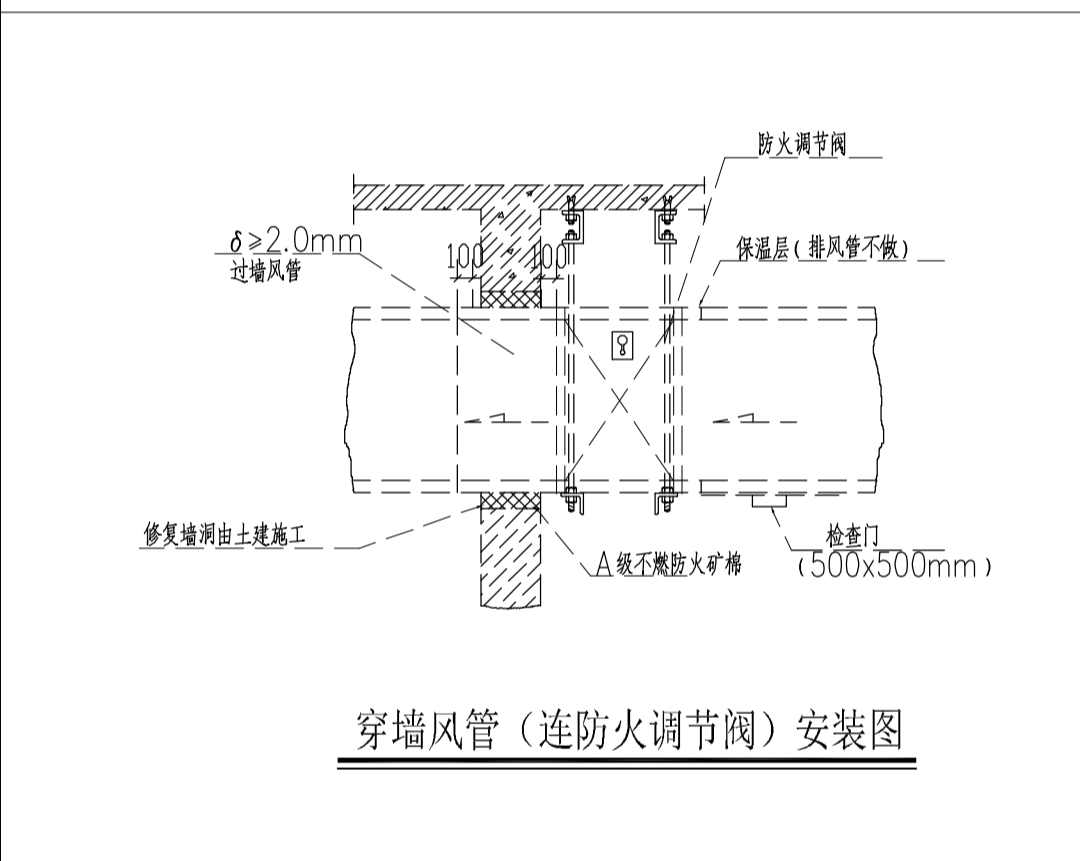 防火调节阀
δ≥2.0mm
过墙风管
100
100
保温层(排风管不做)
修复墙洞由土建施工
A级不燃防火矿棉
检查门
(500x500mm)
穿墙风管（连防火调节阀）安装图